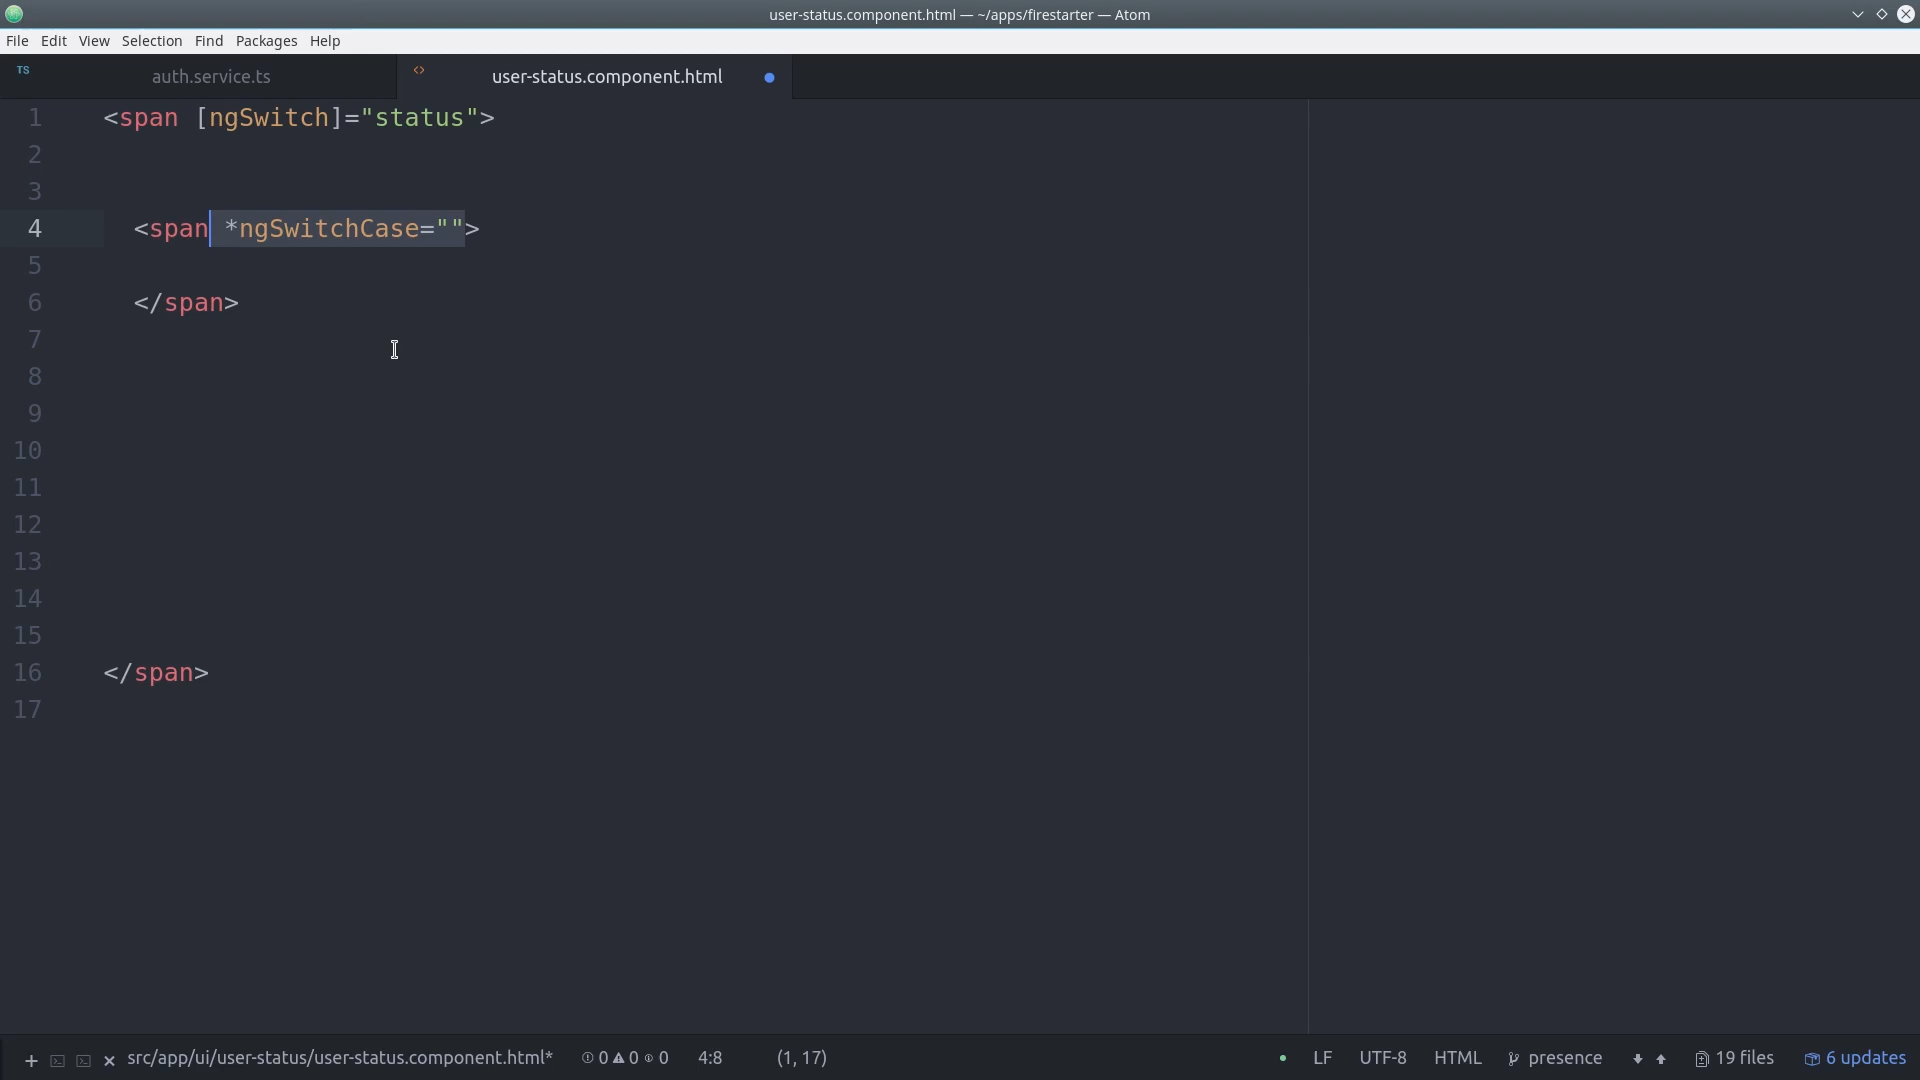 user-status.component.html — ~/apps/firestarter — Atom
File Edit View Selection Find Packages Help
TS auth.service.ts <> user-status.component.html
1 <span [ngSwitch]="status">
2
3
4 <span *ngSwitchCase="">
5
6 </span>
7
8
9
10
11
12
13
14
15
16 </span>
17
src/app/ui/user-status/user-status.component.html* 0 0 0 4:8 (1, 17) LF UTF-8 HTML presence 19 files 6 updates